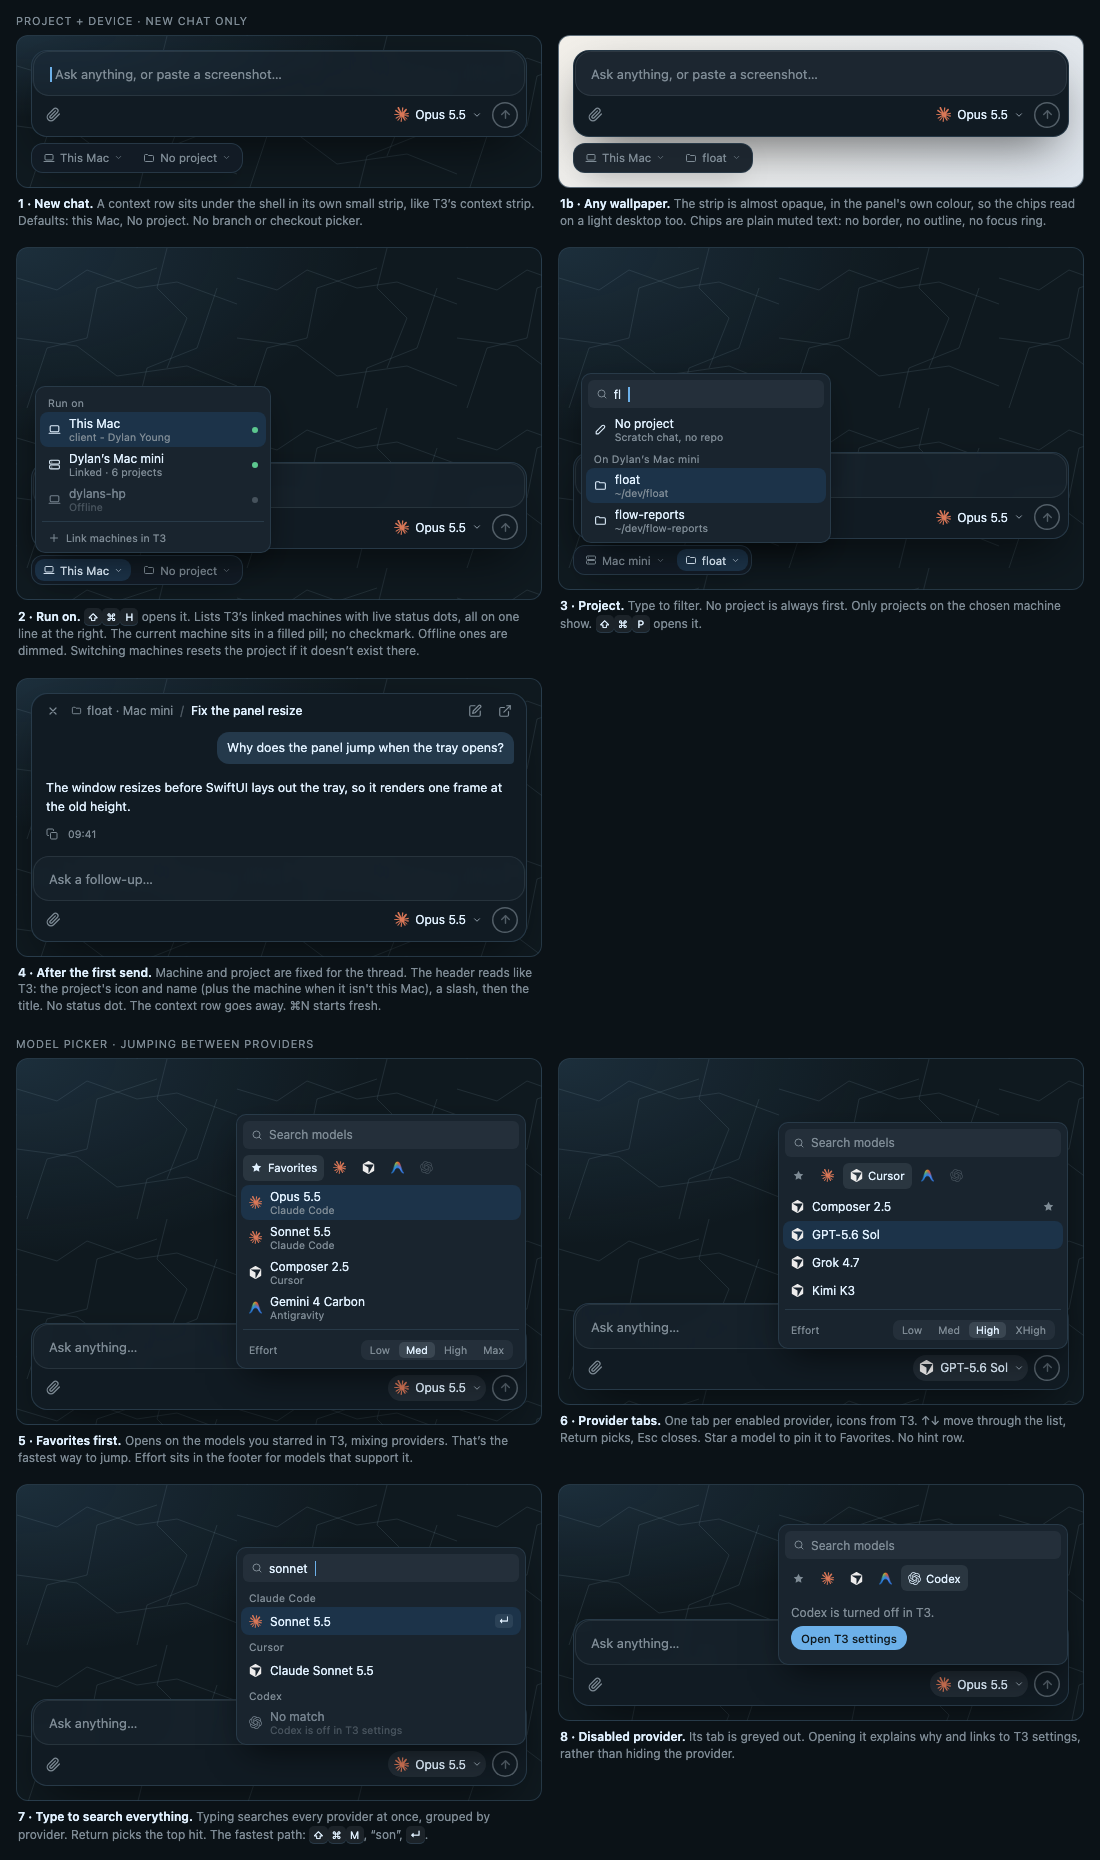 PROJECT + DEVICE · NEW CHAT ONLY
Ask anything, or paste a screenshot…
Opus 5.5
This Mac
No project
1 · New chat. A context row sits under the shell in its own small strip, like T3’s context strip.
Defaults: this Mac, No project. No branch or checkout picker.
Ask anything, or paste a screenshot…
Opus 5.5
This Mac
float
1b · Any wallpaper. The strip is almost opaque, in the panel's own colour, so the chips read
on a light desktop too. Chips are plain muted text: no border, no outline, no focus ring.
Run on
This Mac
client - Dylan Young
Dylan’s Mac mini
Linked · 6 projects
dylans-hp
Offline
Link machines in T3
Opus 5.5
This Mac
No project
2 · Run on. ⇧ ⌘ H opens it. Lists T3’s linked machines with live status dots, all on one
line at the right. The current machine sits in a filled pill; no checkmark. Offline ones are
dimmed. Switching machines resets the project if it doesn’t exist there.
fl
No project
Scratch chat, no repo
On Dylan’s Mac mini
float
~/dev/float
flow-reports
~/dev/flow-reports
Opus 5.5
Mac mini
float
3 · Project. Type to filter. No project is always first. Only projects on the chosen machine
show. ⇧ ⌘ P opens it.
float · Mac mini / Fix the panel resize
Why does the panel jump when the tray opens?
The window resizes before SwiftUI lays out the tray, so it renders one frame at
the old height.
09:41
Ask a follow-up…
Opus 5.5
4 · After the first send. Machine and project are fixed for the thread. The header reads like
T3: the project's icon and name (plus the machine when it isn't this Mac), a slash, then the
title. No status dot. The context row goes away. ⌘N starts fresh.
MODEL PICKER · JUMPING BETWEEN PROVIDERS
Search models
Favorites
Opus 5.5
Claude Code
Sonnet 5.5
Claude Code
Composer 2.5
Cursor
Gemini 4 Carbon
Antigravity
Effort
Low Med High Max
Ask anything…
Opus 5.5
5 · Favorites first. Opens on the models you starred in T3, mixing providers. That’s the
fastest way to jump. Effort sits in the footer for models that support it.
Search models
Cursor
Composer 2.5
GPT-5.6 Sol
Grok 4.7
Kimi K3
Effort
Low Med High XHigh
Ask anything…
GPT-5.6 Sol
6 · Provider tabs. One tab per enabled provider, icons from T3. ↑↓ move through the list,
Return picks, Esc closes. Star a model to pin it to Favorites. No hint row.
sonnet
Claude Code
Sonnet 5.5
Cursor
Claude Sonnet 5.5
Codex
No match
Codex is off in T3 settings
Ask anything…
Opus 5.5
7 · Type to search everything. Typing searches every provider at once, grouped by
provider. Return picks the top hit. The fastest path: ⇧ ⌘ M, “son”, ↵.
Search models
Codex
Codex is turned off in T3.
Open T3 settings
Ask anything…
Opus 5.5
8 · Disabled provider. Its tab is greyed out. Opening it explains why and links to T3 settings,
rather than hiding the provider.